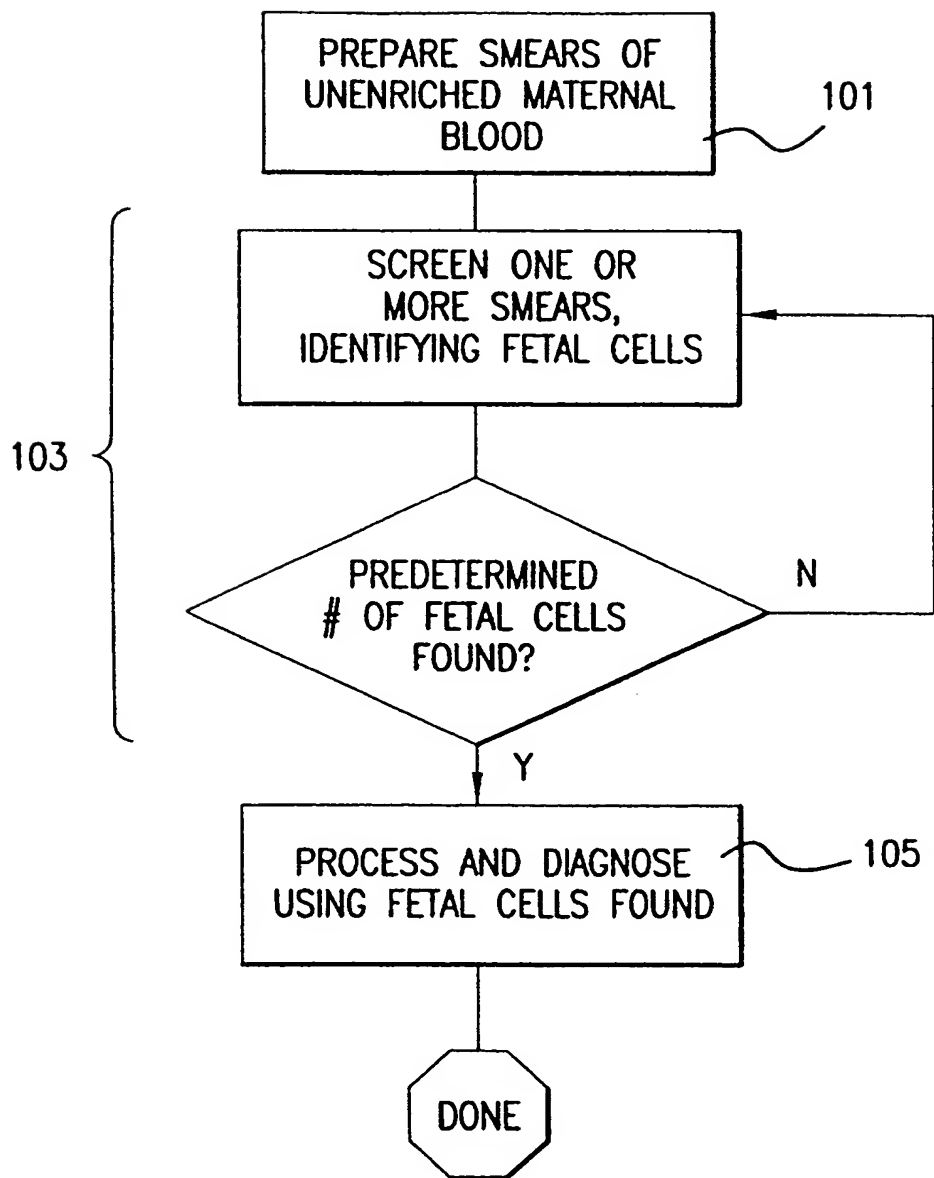 PREPARE SMEARS OF
UNENRICHED MATERNAL
BLOOD
101
SCREEN ONE OR
MORE SMEARS,
IDENTIFYING FETAL CELLS
103
PREDETERMINED
# OF FETAL CELLS
FOUND?
N
Y
PROCESS AND DIAGNOSE
USING FETAL CELLS FOUND
105
DONE